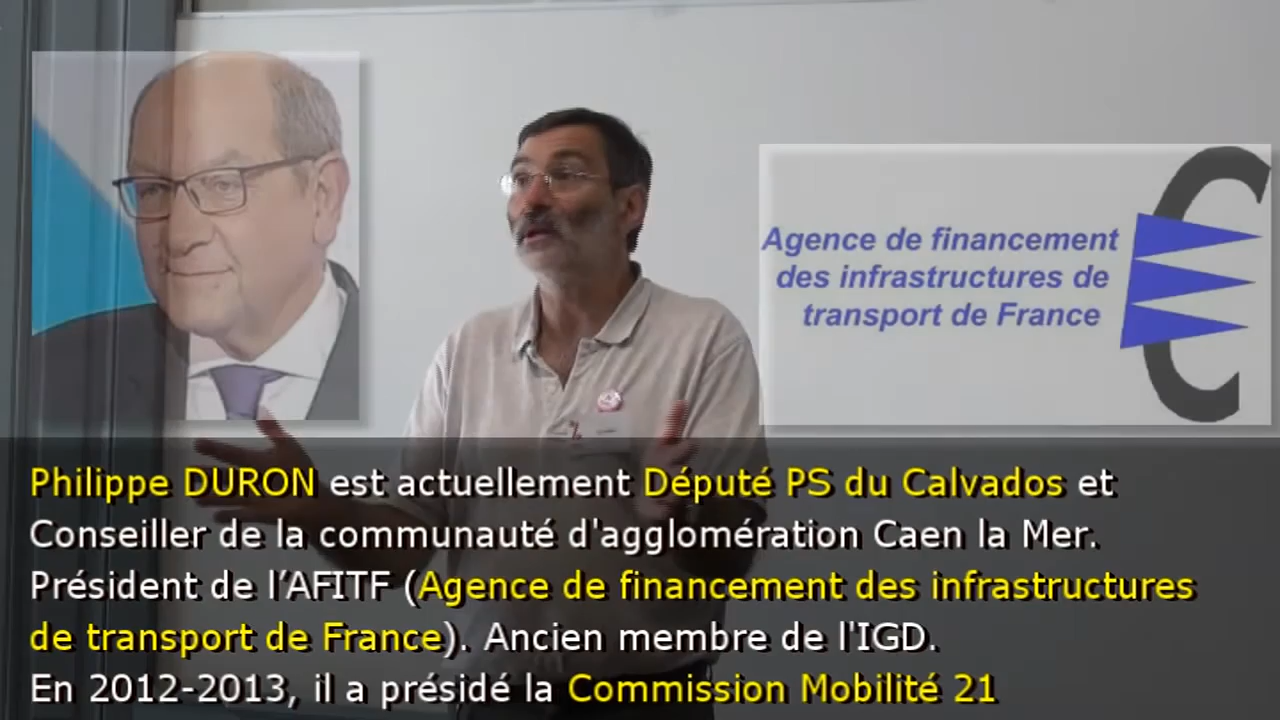 Agence de financement
des infrastructures de
transport de France
Philippe DURON est actuellement Député PS du Calvados et
Conseiller de la communauté d'agglomération Caen la Mer.
Président de l’AFITF (Agence de financement des infrastructures
de transport de France). Ancien membre de l'IGD.
En 2012-2013, il a présidé la Commission Mobilité 21